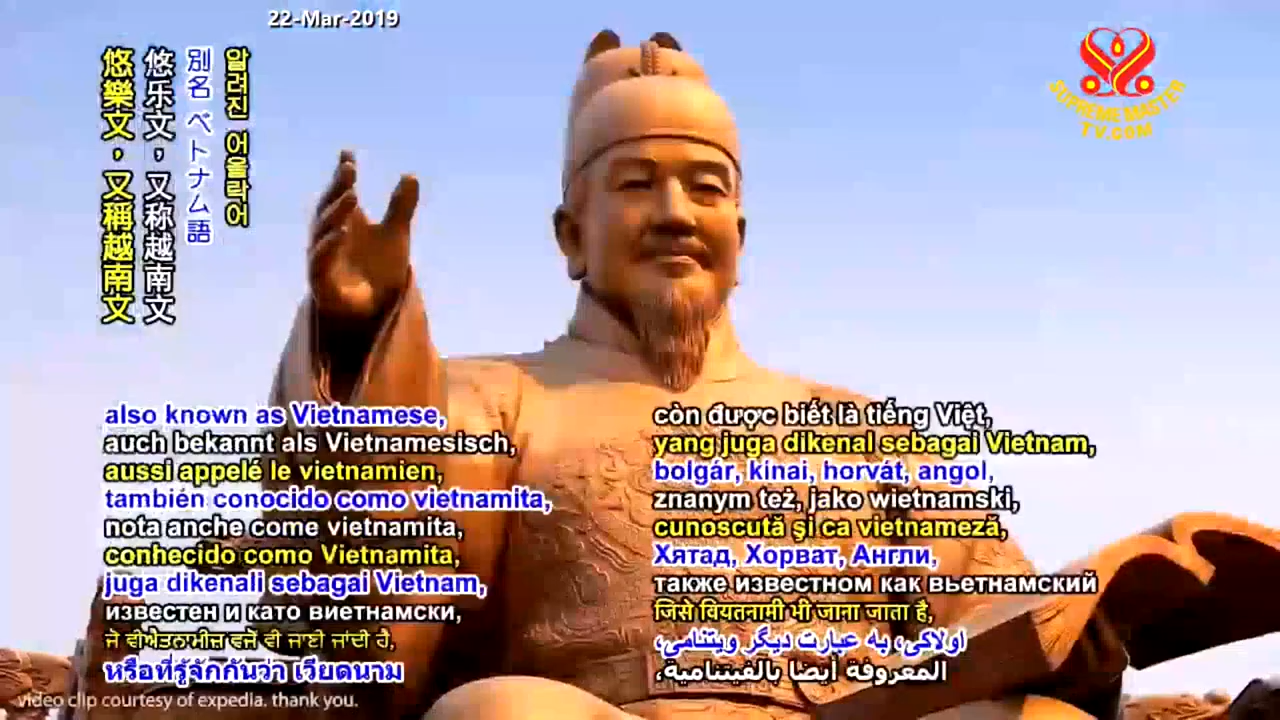 22-Mar-2019
SUPREME MASTER
TV.COM
알려진 어울락어
別名 ベトナム語
悠乐文，又称越南文
悠樂文，又稱越南文
also known as Vietnamese,
auch bekannt als Vietnamesisch,
aussi appelé le vietnamien,
también conocido como vietnamita,
nota anche come vietnamita,
conhecido como Vietnamita,
juga dikenali sebagai Vietnam,
известен и като виетнамски,
ਜੋ ਵੀਐਤਨਾਮੀਜ਼ ਵਜੋਂ ਵੀ ਜਾਣੀ ਜਾਂਦੀ ਹੈ,
หรือที่รู้จักกันว่า เวียดนาม
còn được biết là tiếng Việt,
yang juga dikenal sebagai Vietnam,
bolgár, kinai, horvát, angol,
znanym też, jako wietnamski,
cunoscută şi ca vietnameză,
Хятад, Хорват, Англи,
также известном как вьетнамский
जिसे वियतनामी भी जाना जाता है,
اولاکی، به عبارت دیگر ویتنامی،
المعروفة أيضا بالفيتنامية،
video clip courtesy of expedia. thank you.